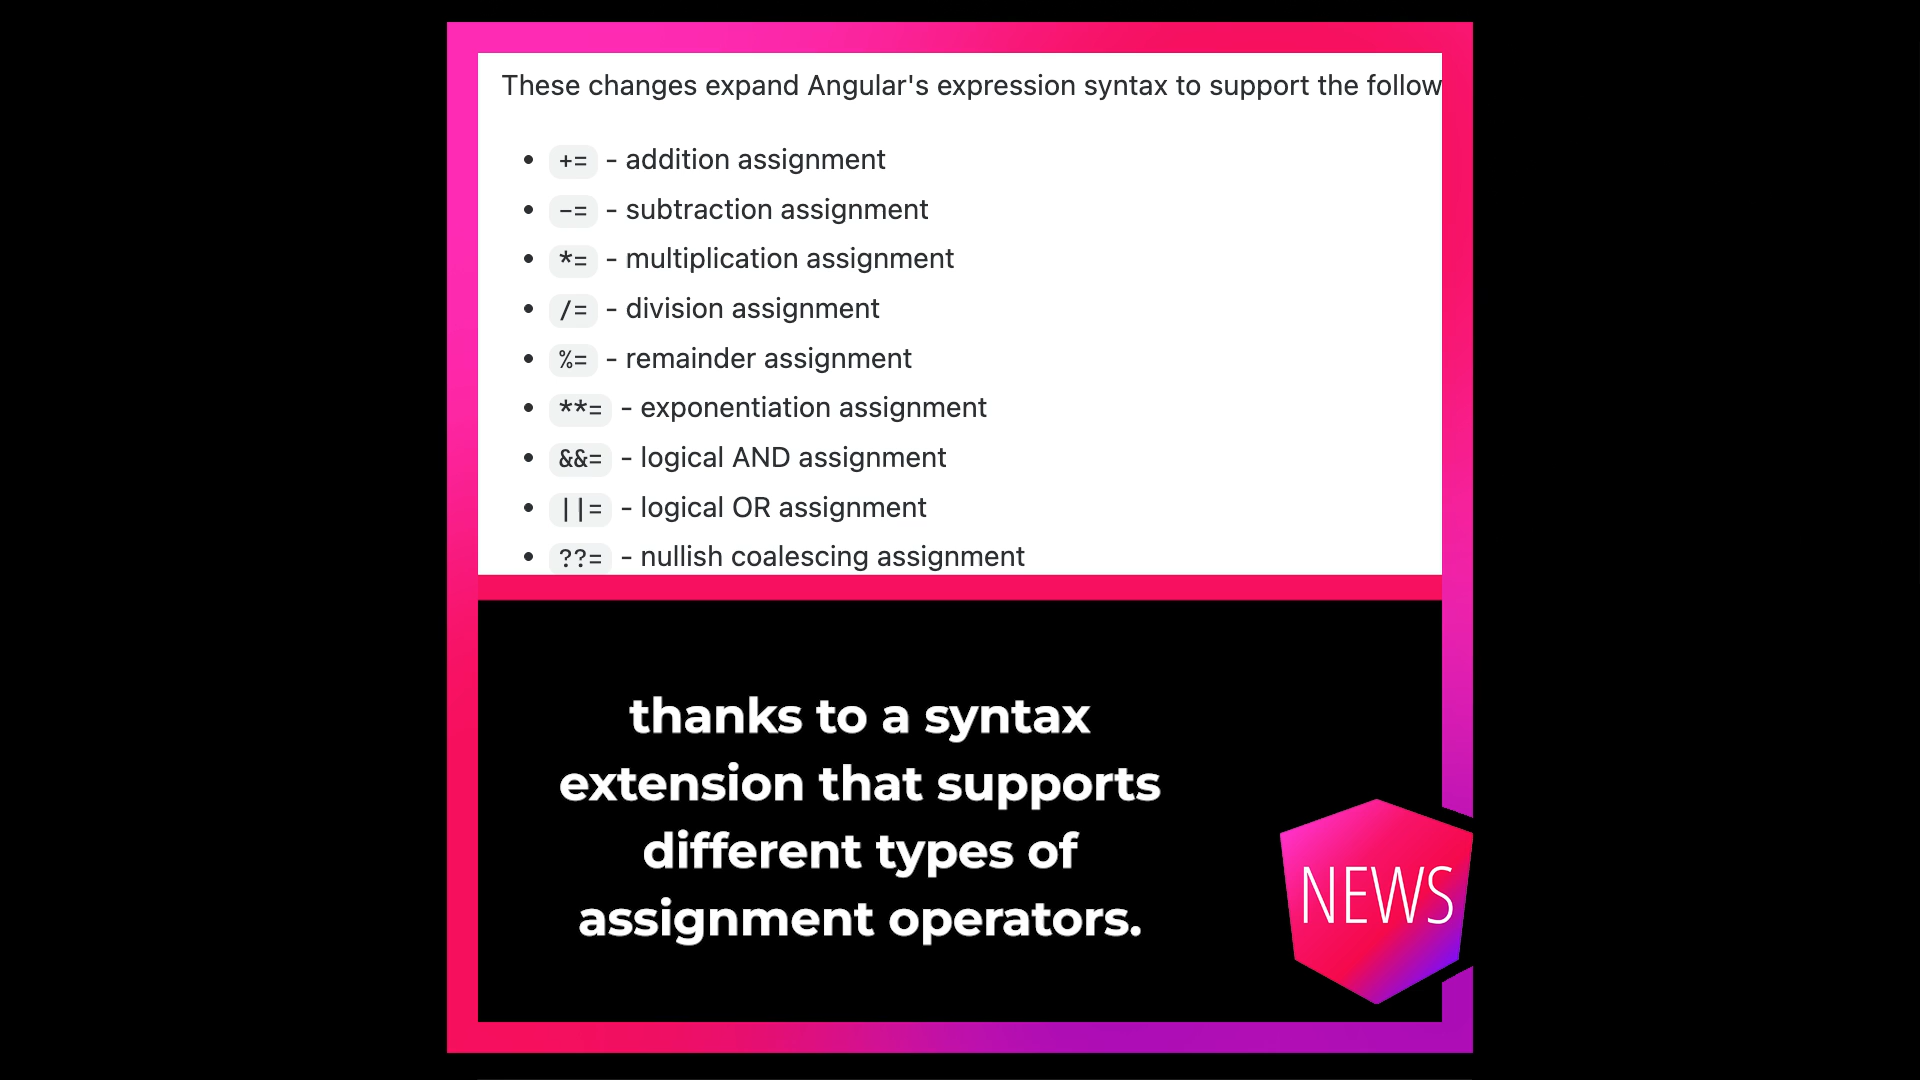 These changes expand Angular's expression syntax to support the follow
• += - addition assignment
• -= - subtraction assignment
• *= - multiplication assignment
• /= - division assignment
• %= - remainder assignment
• **= - exponentiation assignment
• &&= - logical AND assignment
• ||= - logical OR assignment
• ??= - nullish coalescing assignment
thanks to a syntax
extension that supports
different types of
assignment operators.
NEWS